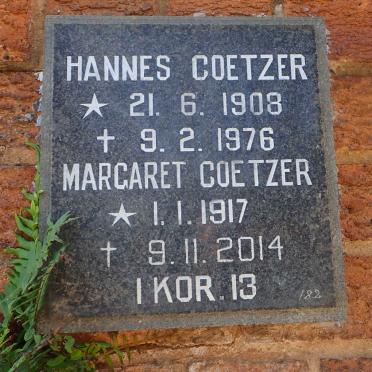 HANNES COETZER
★ 21. 6. 1908
✝ 9. 2. 1976
MARGARET COETZER
★ 1. 1. 1917
✝ 9. 11. 2014
1 KOR. 13
182